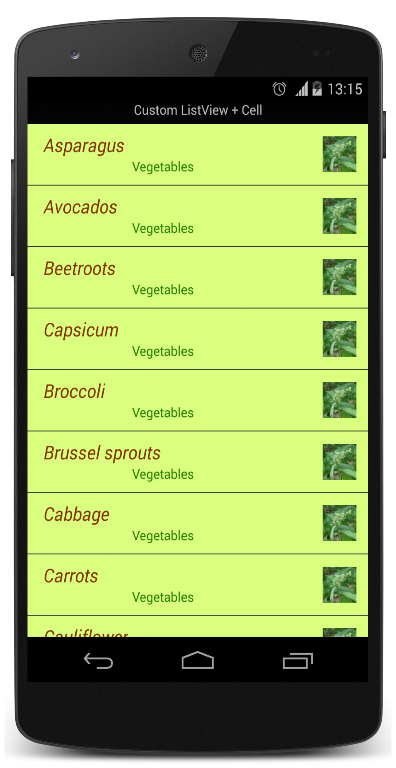 13:15
Custom ListView + Cell
Asparagus
Vegetables
Avocados
Vegetables
Beetroots
Vegetables
Capsicum
Vegetables
Broccoli
Vegetables
Brussel sprouts
Vegetables
Cabbage
Vegetables
Carrots
Vegetables
Cauliflower